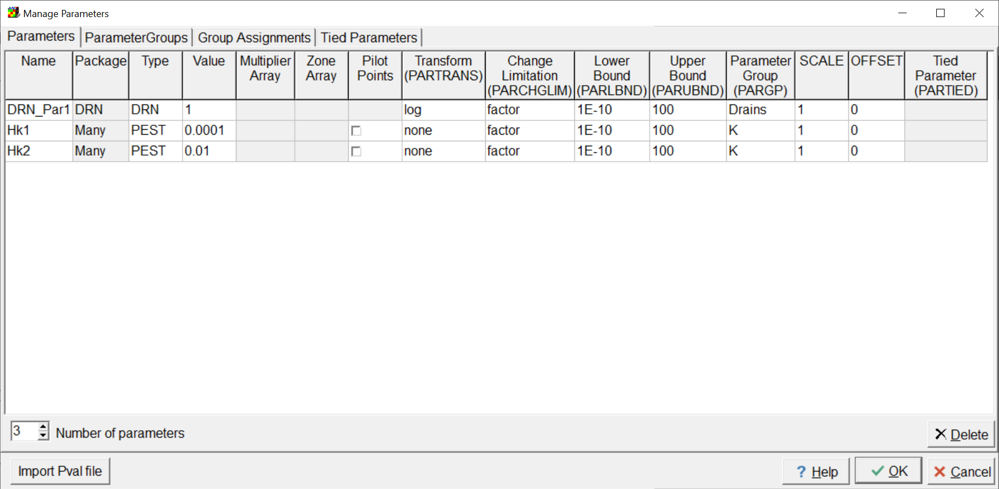 Manage Parameters
Parameters ParameterGroups Group Assignments Tied Parameters
Name Package Type Value Multiplier Array Zone Array Pilot Points Transform (PARTRANS) Change Limitation (PARCHGLIM) Lower Bound (PARLBND) Upper Bound (PARUBND) Parameter Group (PARGP) SCALE OFFSET Tied Parameter (PARTIED)
DRN_Par1 DRN DRN 1 log factor 1E-10 100 Drains 1 0
Hk1 Many PEST 0.0001 none factor 1E-10 100 K 1 0
Hk2 Many PEST 0.01 none factor 1E-10 100 K 1 0
3 Number of parameters Delete
Import Pval file ? Help OK Cancel